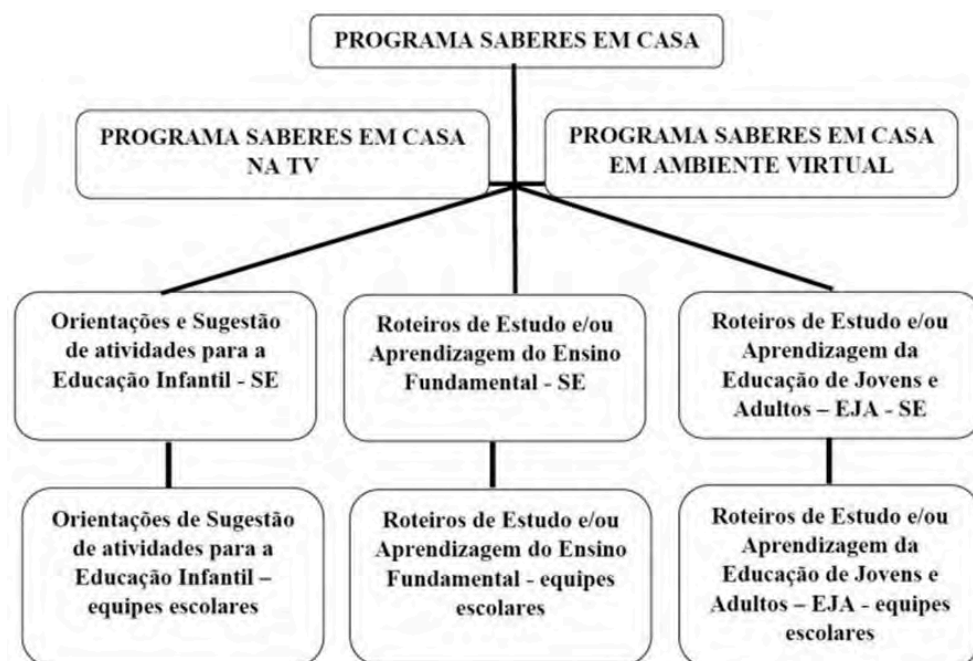 PROGRAMA SABERES EM CASA
PROGRAMA SABERES EM CASA
NA TV
PROGRAMA SABERES EM CASA
EM AMBIENTE VIRTUAL
Orientações e Sugestão
de atividades para a
Educação Infantil - SE
Roteiros de Estudo e/ou
Aprendizagem do Ensino
Fundamental - SE
Roteiros de Estudo e/ou
Aprendizagem da
Educação de Jovens e
Adultos – EJA - SE
Orientações de Sugestão
de atividades para a
Educação Infantil –
equipes escolares
Roteiros de Estudo e/ou
Aprendizagem do Ensino
Fundamental - equipes
escolares
Roteiros de Estudo e/ou
Aprendizagem da
Educação de Jovens e
Adultos – EJA - equipes
escolares